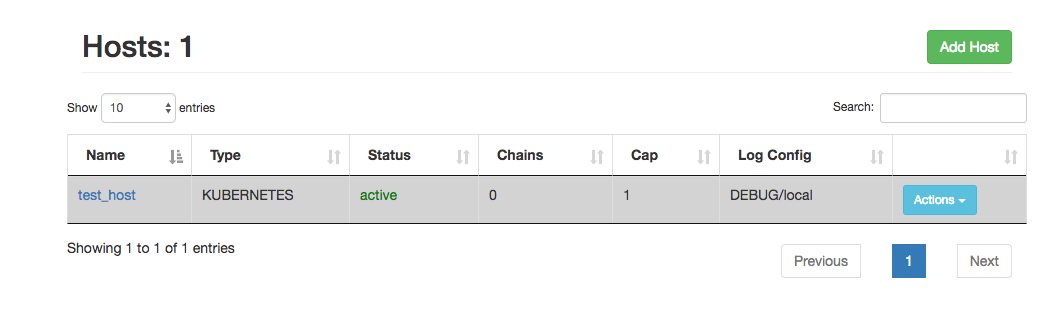 Hosts: 1 Add Host
Show 10 entries Search:
Name Type Status Chains Cap Log Config
test_host KUBERNETES active 0 1 DEBUG/local Actions
Showing 1 to 1 of 1 entries
Previous 1 Next